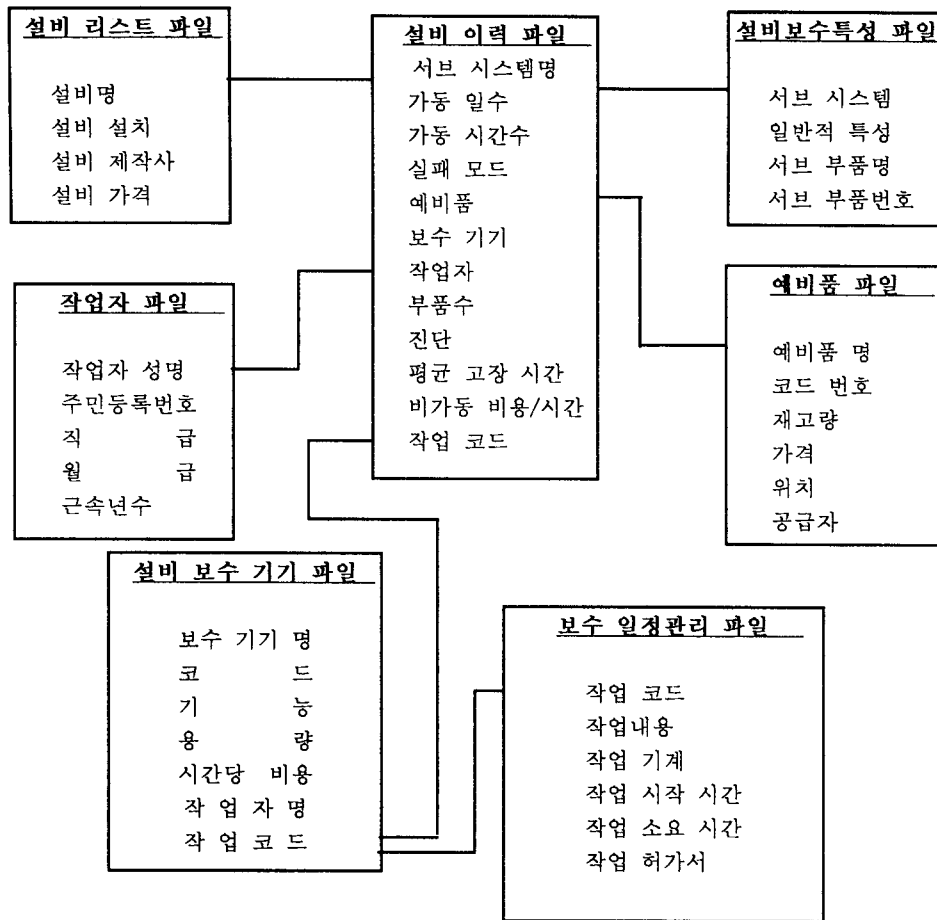 설비 리스트 파일
설비명
설비 설치
설비 제작사
설비 가격
설비 이력 파일
서브 시스템명
가동 일수
가동 시간수
실패 모드
예비품
보수 기기
작업자
부품수
진단
평균 고장 시간
비가동 비용/시간
작업 코드
설비보수특성 파일
서브 시스템
일반적 특성
서브 부품명
서브 부품번호
작업자 파일
작업자 성명
주민등록번호
직 급
월 급
근속년수
예비품 파일
예비품 명
코드 번호
재고량
가격
위치
공급자
설비 보수 기기 파일
보수 기기 명
코 드
기 능
용 량
시간당 비용
작 업 자 명
작 업 코 드
보수 일정관리 파일
작업 코드
작업내용
작업 기계
작업 시작 시간
작업 소요 시간
작업 허가서